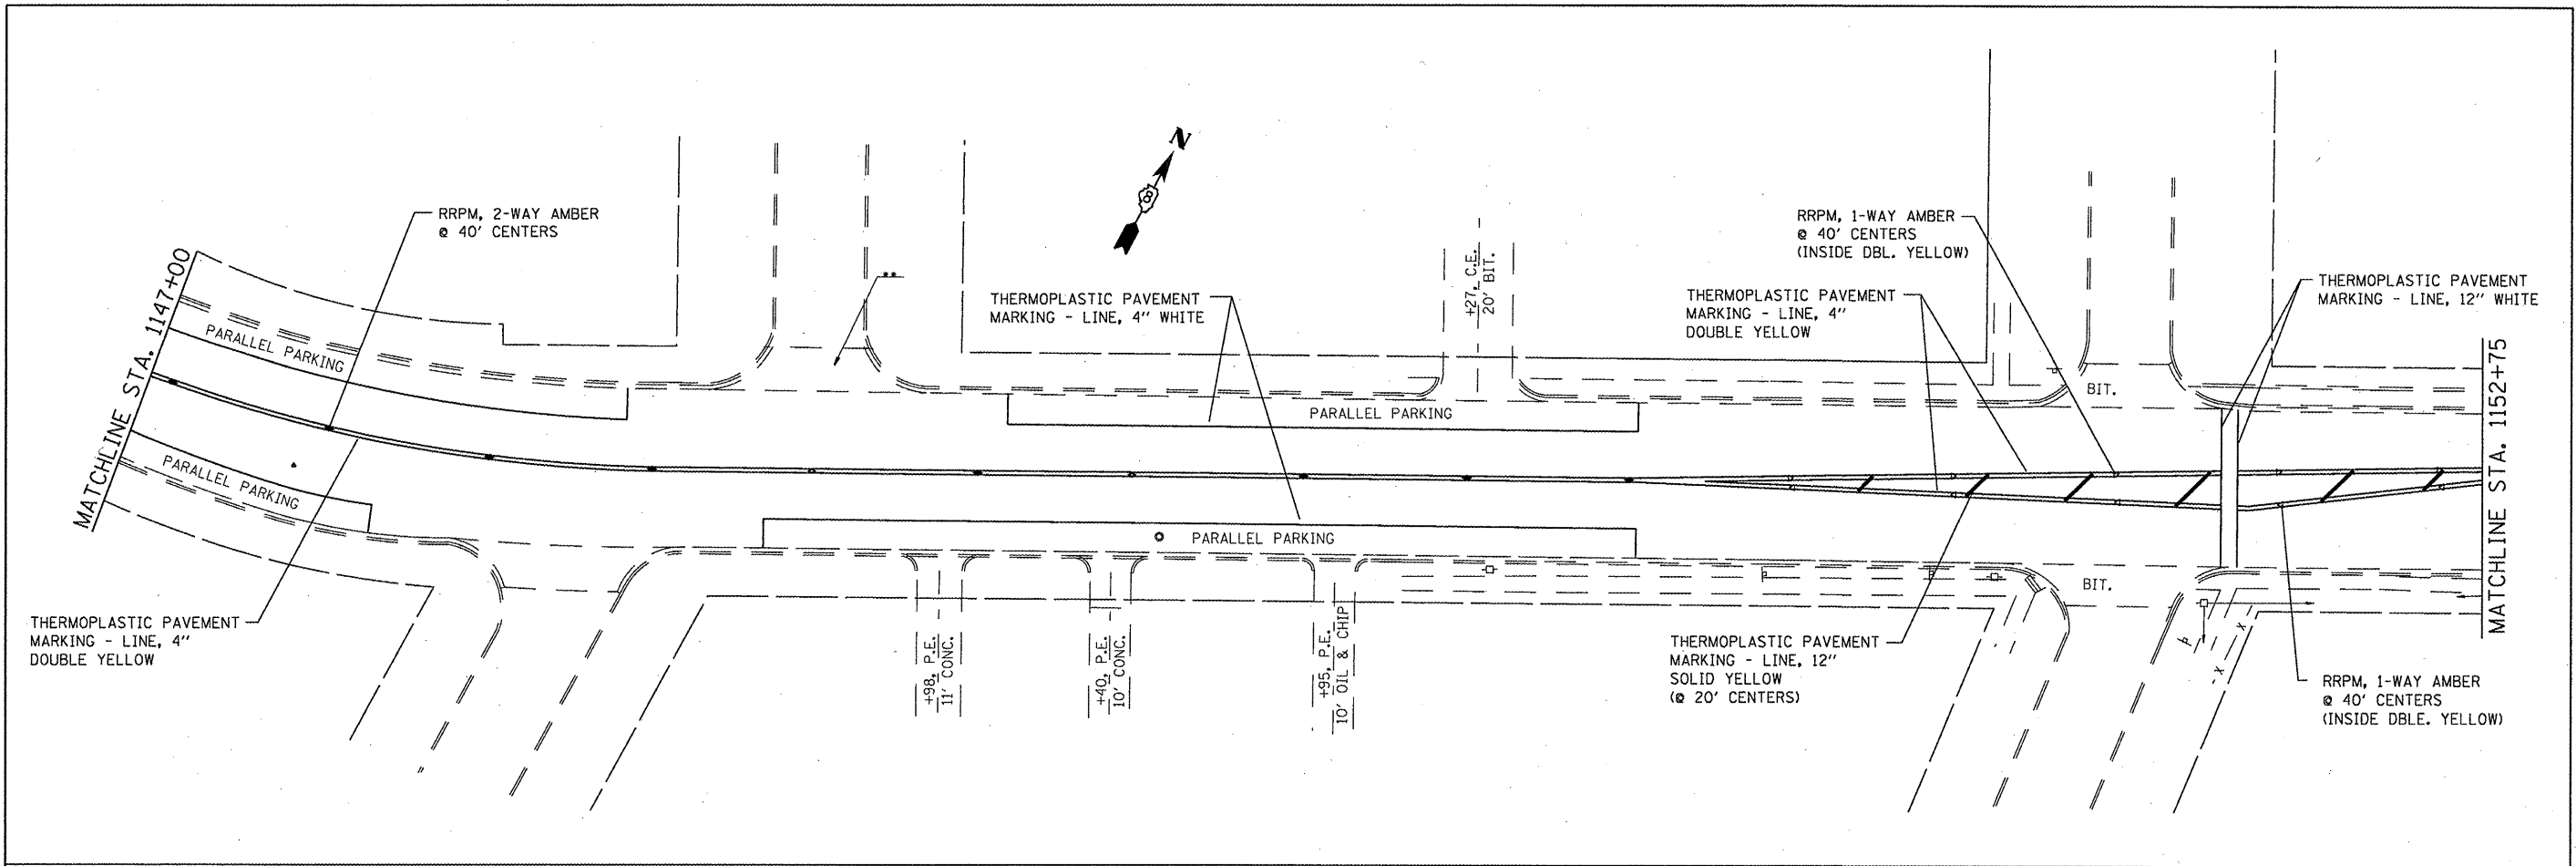 N
8
RRPM, 2-WAY AMBER
@ 40' CENTERS
RRPM, 1-WAY AMBER
@ 40' CENTERS
(INSIDE DBL. YELLOW)
+27, C.E.
20' BIT.
THERMOPLASTIC PAVEMENT
MARKING - LINE, 4" WHITE
THERMOPLASTIC PAVEMENT
MARKING - LINE, 4"
DOUBLE YELLOW
THERMOPLASTIC PAVEMENT
MARKING - LINE, 12" WHITE
MATCHLINE STA. 1147+00
PARALLEL PARKING
PARALLEL PARKING
PARALLEL PARKING
PARALLEL PARKING
BIT.
BIT.
MATCHLINE STA. 1152+75
THERMOPLASTIC PAVEMENT
MARKING - LINE, 4"
DOUBLE YELLOW
+98, P.E.
11' CONC.
+40, P.E.
10' CONC.
+95, P.E.
10' OIL & CHIP
THERMOPLASTIC PAVEMENT
MARKING - LINE, 12"
SOLID YELLOW
(@ 20' CENTERS)
RRPM, 1-WAY AMBER
@ 40' CENTERS
(INSIDE DBLE. YELLOW)